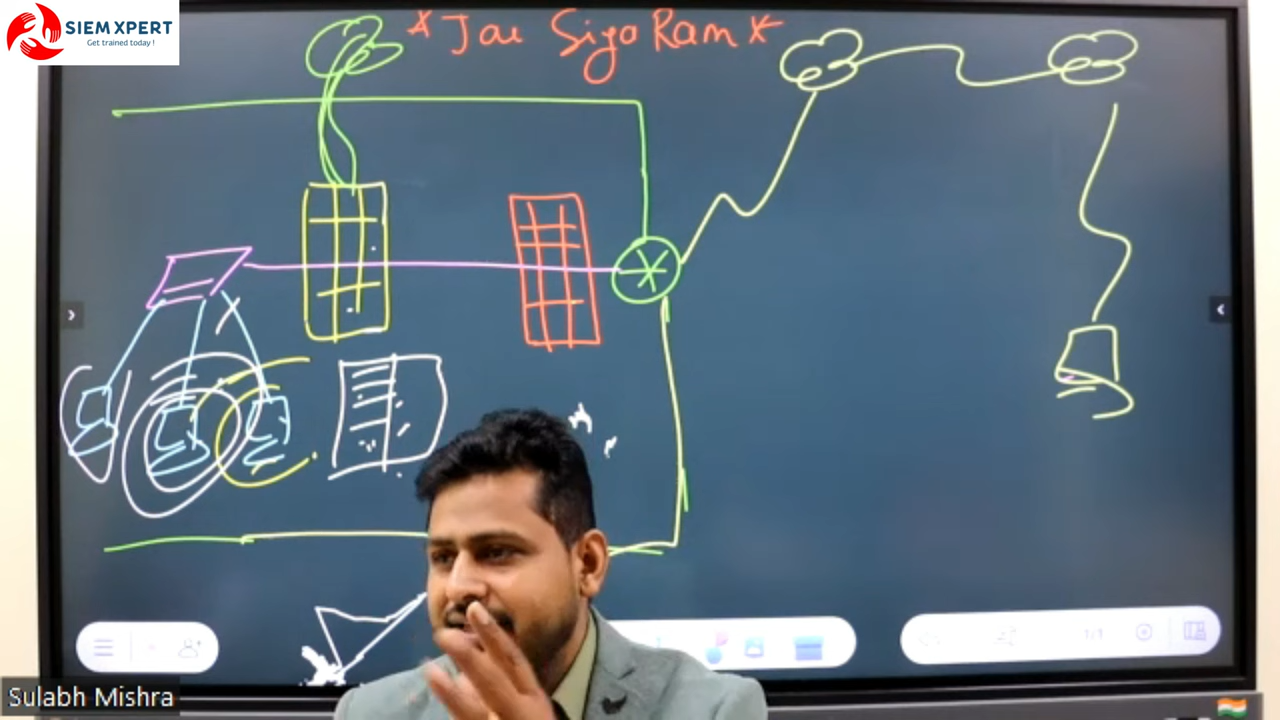 SIEM XPERT
Get trained today !
* Jai Siya Ram *
1/1
Sulabh Mishra